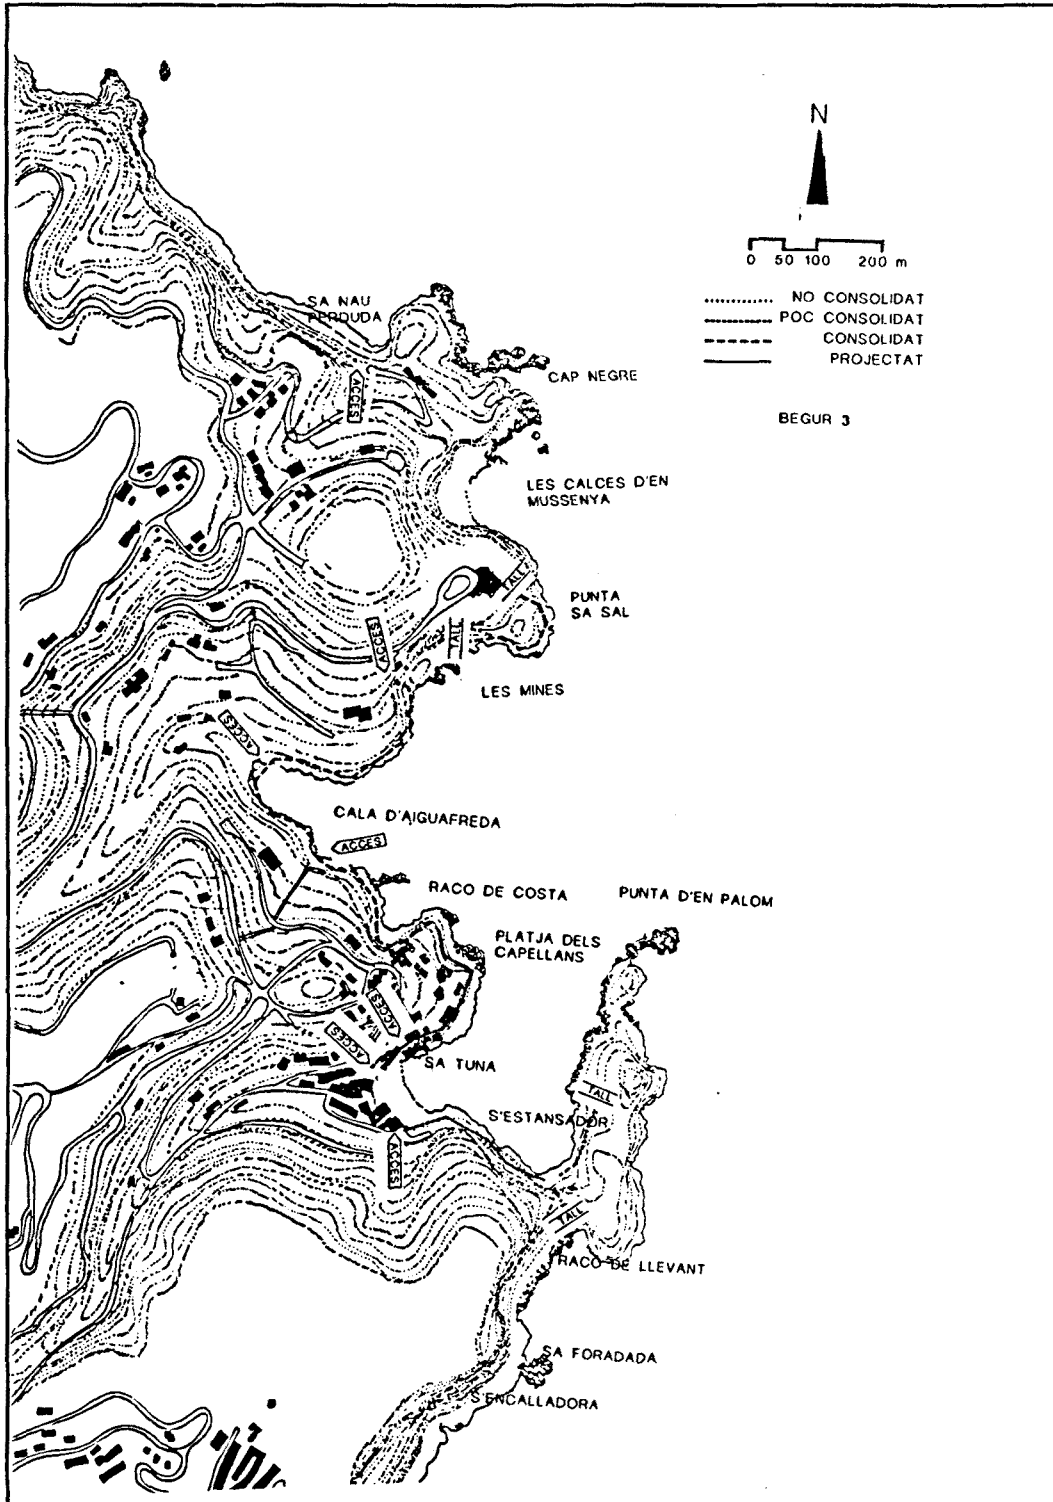 N
0 50 100 200 m
NO CONSOLIDAT
POC CONSOLIDAT
CONSOLIDAT
PROJECTAT
BEGUR 3
SA NAU
PERDUDA
ACCES
CAP NEGRE
LES CALCES D'EN
MUSSENYA
TALL
PUNTA
SA SAL
ACCES
TALL
LES MINES
ACCES
CALA D'AIGUAFREDA
ACCES
RACO DE COSTA
PUNTA D'EN PALOM
PLATJA DELS
CAPELLANS
ACCES
ACCES
SA TUNA
TALL
S'ESTANSADOR
ACCES
TALL
RACO DE LLEVANT
SA FORADADA
S'ENCALLADORA